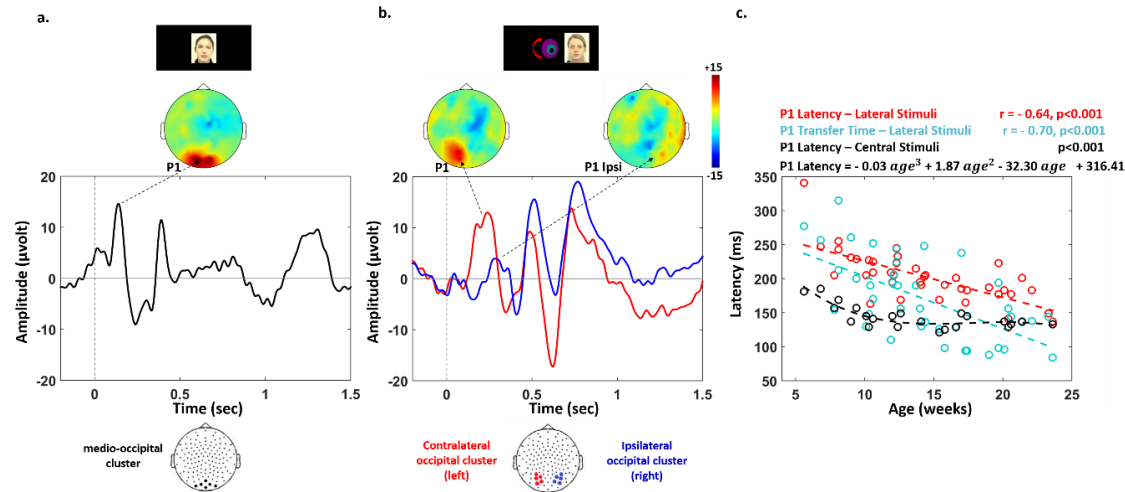 a.
P1
20
10
0
-10
-20
Amplitude (μvolt)
0
0.5
1
1.5
Time (sec)
medio-occipital
cluster
b.
+15
-15
P1
P1 Ipsi
20
10
0
-10
-20
Amplitude (μvolt)
0
0.5
1
1.5
Time (sec)
Contralateral
occipital cluster
(left)
Ipsilateral
occipital cluster
(right)
c.
P1 Latency – Lateral Stimuli r = - 0.64, p<0.001
P1 Transfer Time – Lateral Stimuli r = - 0.70, p<0.001
P1 Latency – Central Stimuli p<0.001
P1 Latency = - 0.03 age³ + 1.87 age² - 32.30 age + 316.41
350
300
250
200
150
100
50
Latency (ms)
5
10
15
20
25
Age (weeks)